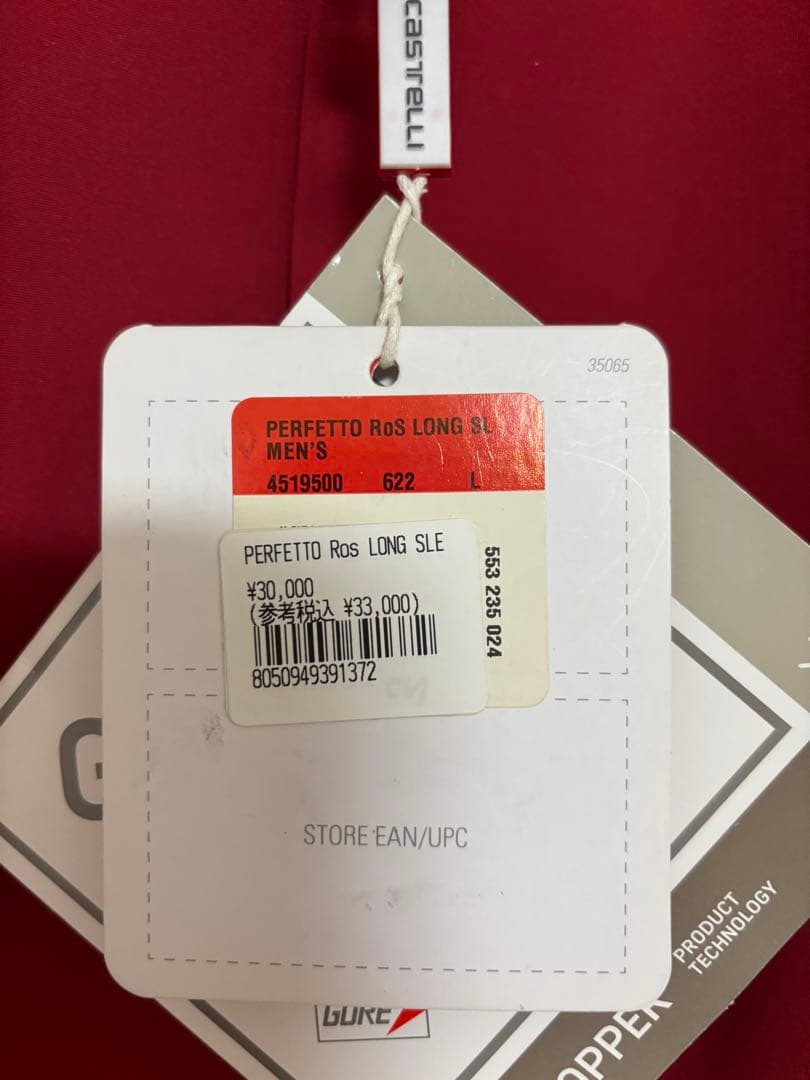 CASTELLI
35065
PERFETTO RoS LONG SL
MEN'S
4519500 622 L
PERFETTO Ros LONG SLE
¥30,000
(参考税込 ¥33,000)
8050949391372
553 235 024
STORE EAN/UPC
G
GORE
PRODUCT
TECHNOLOGY
OPPER